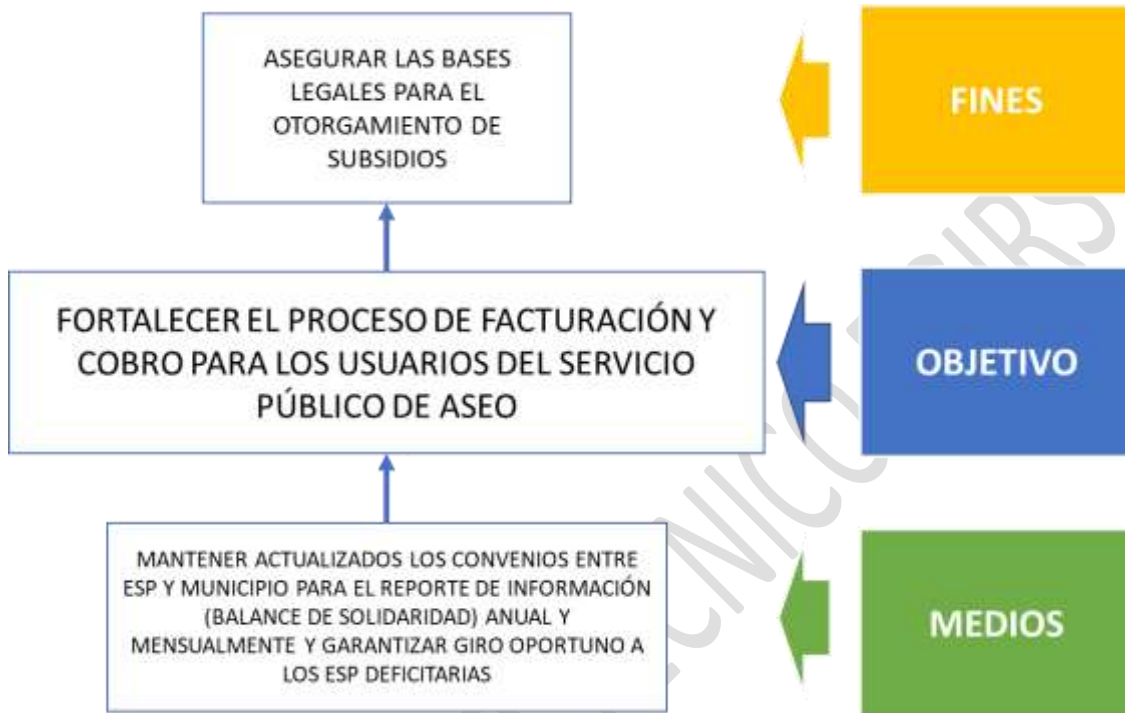 ASEGURAR LAS BASES
LEGALES PARA EL
OTORGAMIENTO DE
SUBSIDIOS
FINES
FORTALECER EL PROCESO DE FACTURACIÓN Y
COBRO PARA LOS USUARIOS DEL SERVICIO
PÚBLICO DE ASEO
OBJETIVO
MANTENER ACTUALIZADOS LOS CONVENIOS ENTRE
ESP Y MUNICIPIO PARA EL REPORTE DE INFORMACIÓN
(BALANCE DE SOLIDARIDAD) ANUAL Y
MENSUALMENTE Y GARANTIZAR GIRO OPORTUNO A
LOS ESP DEFICITARIAS
MEDIOS